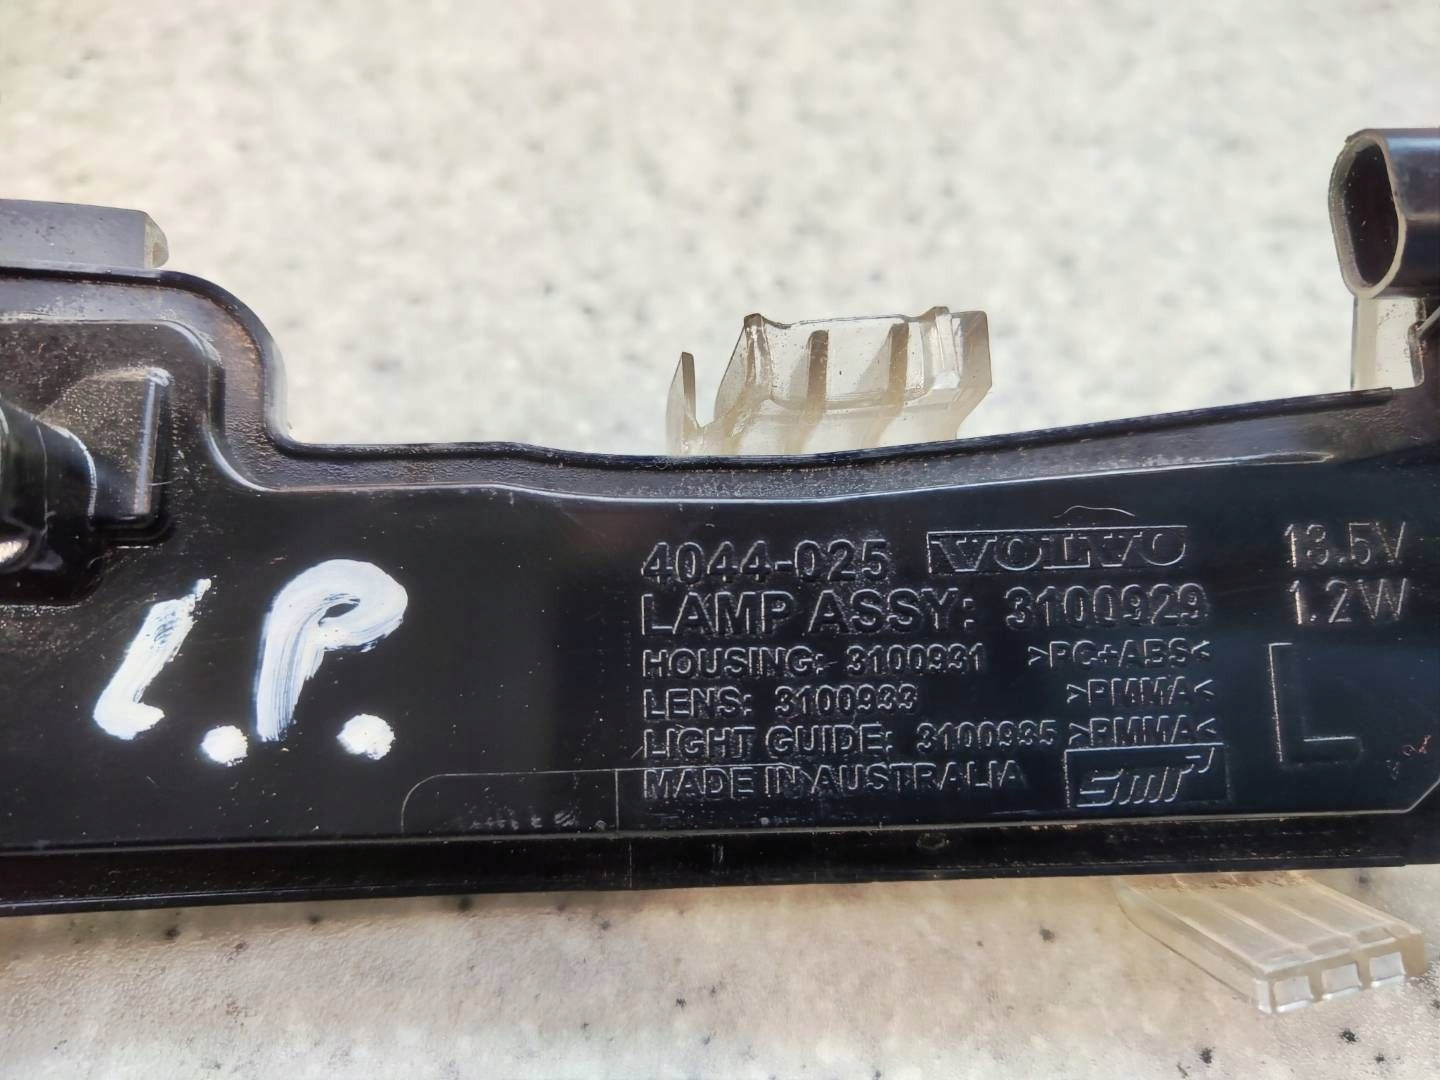 L.P.
4044-025 VOLVO
LAMP ASSY: 3100929
HOUSING: 3100931 >PC+ABS<
LENS: 3100933 >PMMA<
LIGHT GUIDE: 3100935 >PMMA<
MADE IN AUSTRALIA smr
13.5V
1.2W
L